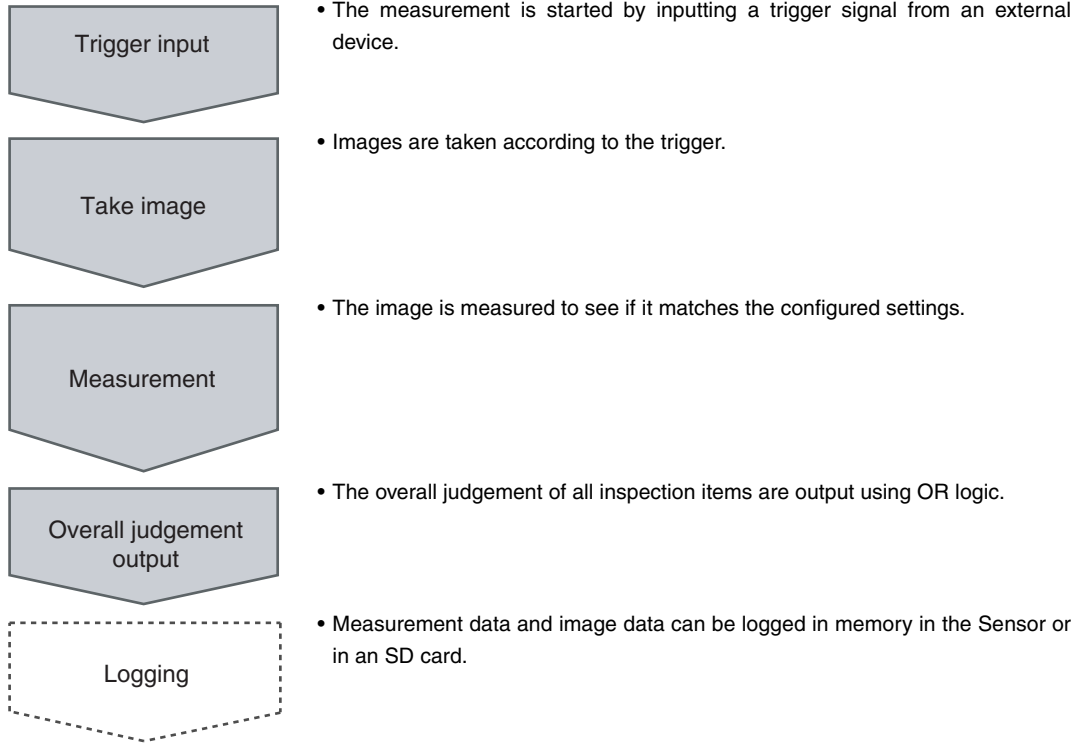 Trigger input
• The measurement is started by inputting a trigger signal from an external
device.
Take image
• Images are taken according to the trigger.
Measurement
• The image is measured to see if it matches the configured settings.
Overall judgement
output
• The overall judgement of all inspection items are output using OR logic.
Logging
• Measurement data and image data can be logged in memory in the Sensor or
in an SD card.